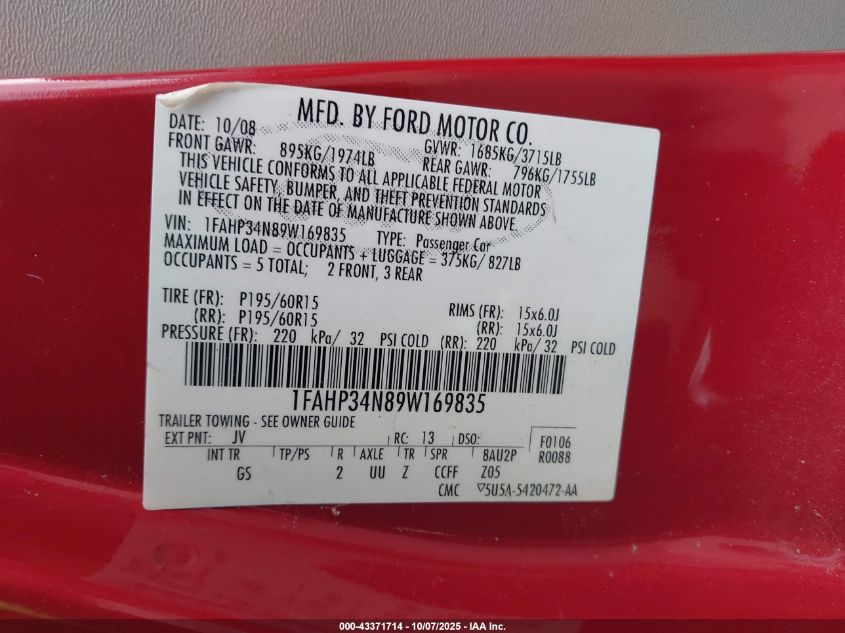 MFD. BY FORD MOTOR CO.
DATE: 10/08 GVWR: 1685KG/3715LB
FRONT GAWR: 895KG/1974LB REAR GAWR: 796KG/1755LB
THIS VEHICLE CONFORMS TO ALL APPLICABLE FEDERAL MOTOR
VEHICLE SAFETY, BUMPER, AND THEFT PREVENTION STANDARDS
IN EFFECT ON THE DATE OF MANUFACTURE SHOWN ABOVE.
VIN: 1FAHP34N89W169835 TYPE: Passenger Car
MAXIMUM LOAD = OCCUPANTS + LUGGAGE = 375KG/ 827LB
OCCUPANTS = 5 TOTAL; 2 FRONT, 3 REAR
TIRE (FR): P195/60R15 RIMS (FR): 15x6.0J
(RR): P195/60R15 (RR): 15x6.0J
PRESSURE (FR): 220 kPa/ 32 PSI COLD (RR): 220 kPa/ 32 PSI COLD
1FAHP34N89W169835
TRAILER TOWING - SEE OWNER GUIDE
EXT PNT: JV RC: 13 DSO: F0106
INT TR TP/PS R AXLE TR SPR 8AU2P R0088
GS 2 UU Z CCFF Z05
CMC ▽5U5A-5420472-AA
000-43371714 - 10/07/2025 - IAA Inc.